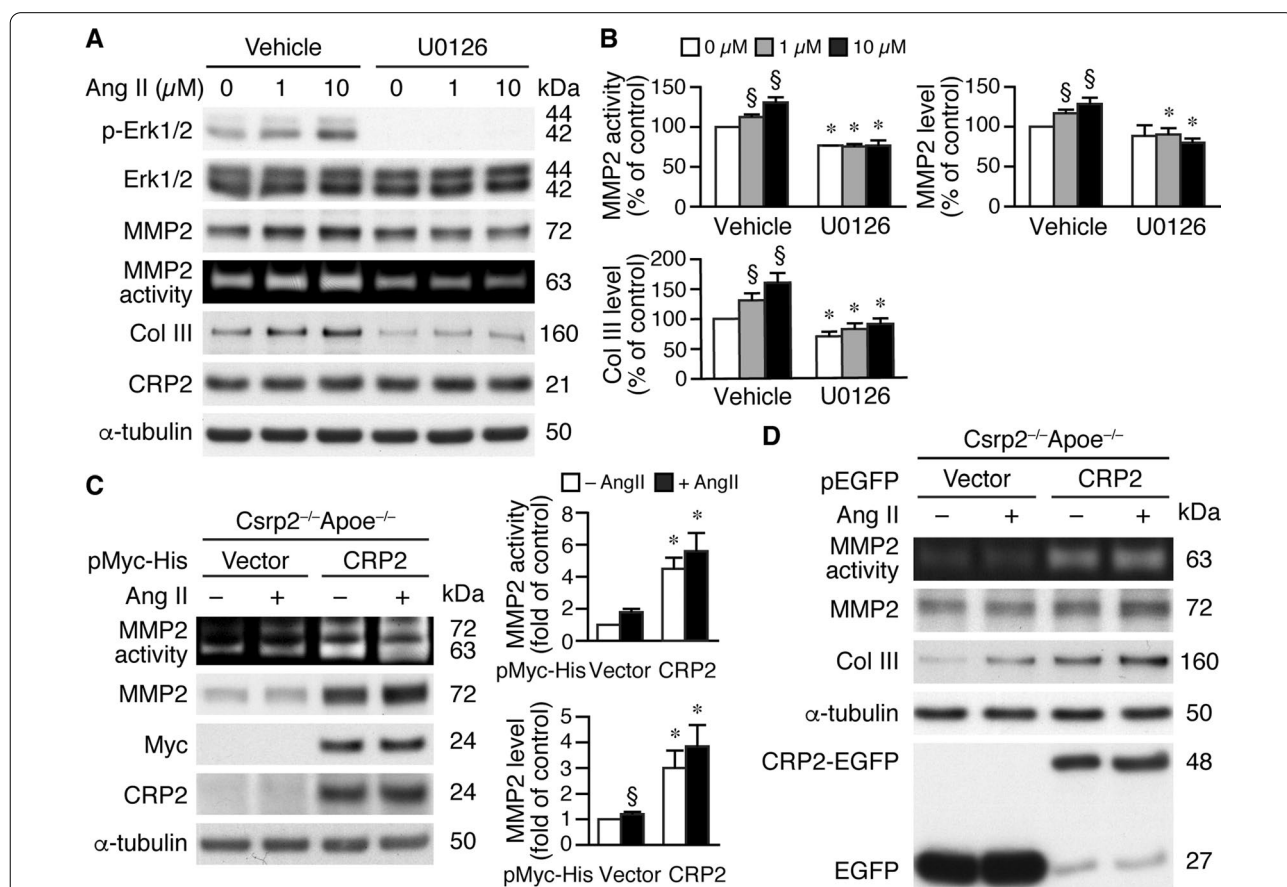 A
Vehicle U0126
Ang II (µM) 0 1 10 0 1 10 kDa
p-Erk1/2 44
42
Erk1/2 44
42
MMP2 72
MMP2
activity 63
Col III 160
CRP2 21
α-tubulin 50
B
0 µM 1 µM 10 µM
MMP2 activity
(% of control)
150
100
50
0
§ § * * *
Vehicle U0126
MMP2 level
(% of control)
150
100
50
0
§ § * *
Vehicle U0126
Col III level
(% of control)
200
150
100
50
0
§ § * * *
Vehicle U0126
C
Csrp2–/–Apoe–/–
pMyc-His Vector CRP2
Ang II – + – + kDa
MMP2 72
activity 63
MMP2 72
Myc 24
CRP2 24
α-tubulin 50
– AngII + AngII
MMP2 activity
(fold of control)
8
6
4
2
0
* *
pMyc-His Vector CRP2
MMP2 level
(fold of control)
5
4
3
2
1
0
§ * *
pMyc-His Vector CRP2
D
Csrp2–/–Apoe–/–
pEGFP Vector CRP2
Ang II – + – + kDa
MMP2
activity 63
MMP2 72
Col III 160
α-tubulin 50
CRP2-EGFP 48
EGFP 27